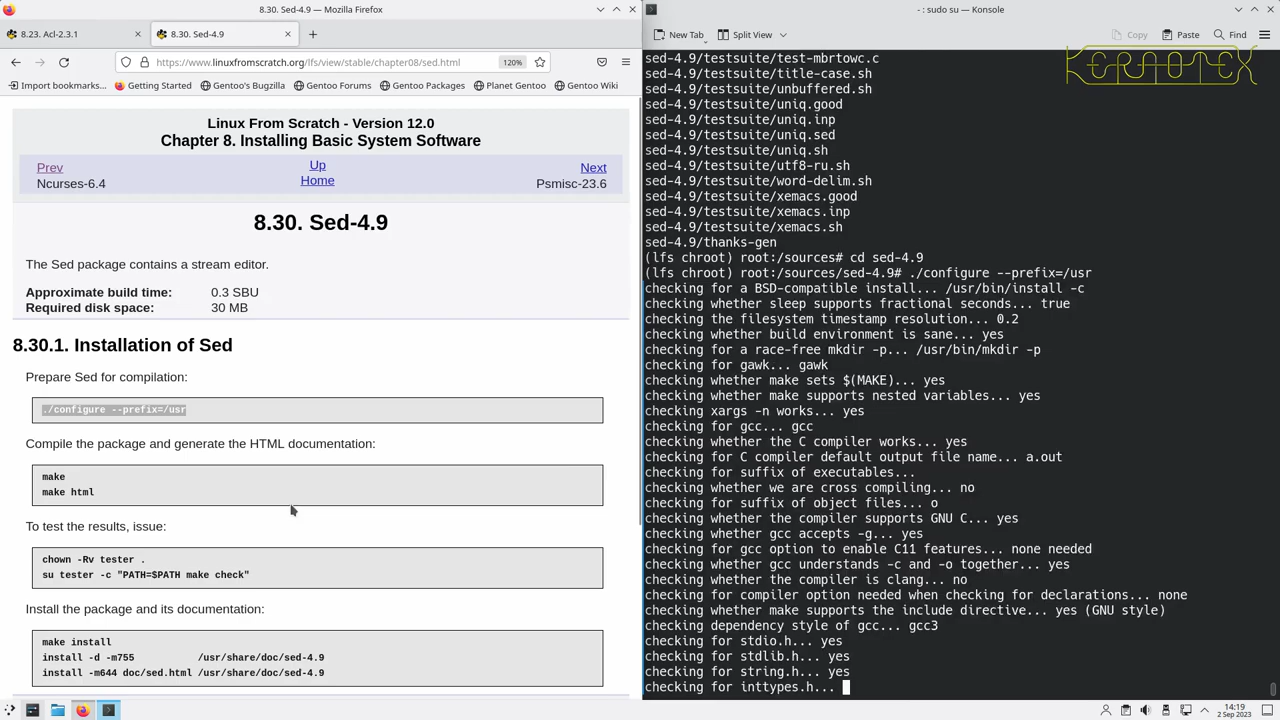 8.30. Sed-4.9 — Mozilla Firefox
8.23. Acl-2.3.1
8.30. Sed-4.9
https://www.linuxfromscratch.org/lfs/view/stable/chapter08/sed.html
120%
Import bookmarks...
Getting Started
Gentoo's Bugzilla
Gentoo Forums
Gentoo Packages
Planet Gentoo
Gentoo Wiki
Linux From Scratch - Version 12.0
Chapter 8. Installing Basic System Software
Prev
Up
Next
Ncurses-6.4
Home
Psmisc-23.6
8.30. Sed-4.9
The Sed package contains a stream editor.
Approximate build time: 0.3 SBU
Required disk space: 30 MB
8.30.1. Installation of Sed
Prepare Sed for compilation:
./configure --prefix=/usr
Compile the package and generate the HTML documentation:
make
make html
To test the results, issue:
chown -Rv tester .
su tester -c "PATH=$PATH make check"
Install the package and its documentation:
make install
install -d -m755 /usr/share/doc/sed-4.9
install -m644 doc/sed.html /usr/share/doc/sed-4.9
- : sudo su — Konsole
New Tab
Split View
Copy
Paste
Find
KERNOTEX
sed-4.9/testsuite/test-mbrtowc.c
sed-4.9/testsuite/title-case.sh
sed-4.9/testsuite/unbuffered.sh
sed-4.9/testsuite/uniq.good
sed-4.9/testsuite/uniq.inp
sed-4.9/testsuite/uniq.sed
sed-4.9/testsuite/uniq.sh
sed-4.9/testsuite/utf8-ru.sh
sed-4.9/testsuite/word-delim.sh
sed-4.9/testsuite/xemacs.good
sed-4.9/testsuite/xemacs.inp
sed-4.9/testsuite/xemacs.sh
sed-4.9/thanks-gen
(lfs chroot) root:/sources# cd sed-4.9
(lfs chroot) root:/sources/sed-4.9# ./configure --prefix=/usr
checking for a BSD-compatible install... /usr/bin/install -c
checking whether sleep supports fractional seconds... true
checking the filesystem timestamp resolution... 0.2
checking whether build environment is sane... yes
checking for a race-free mkdir -p... /usr/bin/mkdir -p
checking for gawk... gawk
checking whether make sets $(MAKE)... yes
checking whether make supports nested variables... yes
checking xargs -n works... yes
checking for gcc... gcc
checking whether the C compiler works... yes
checking for C compiler default output file name... a.out
checking for suffix of executables...
checking whether we are cross compiling... no
checking for suffix of object files... o
checking whether the compiler supports GNU C... yes
checking whether gcc accepts -g... yes
checking for gcc option to enable C11 features... none needed
checking whether gcc understands -c and -o together... yes
checking whether the compiler is clang... no
checking for compiler option needed when checking for declarations... none
checking whether make supports the include directive... yes (GNU style)
checking dependency style of gcc... gcc3
checking for stdio.h... yes
checking for stdlib.h... yes
checking for string.h... yes
checking for inttypes.h...
14:19
2 Sep 2023